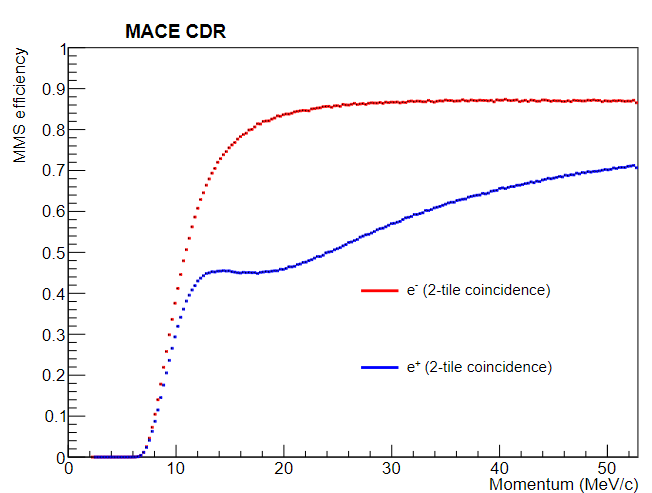 MACE CDR
MMS efficiency
1
0.9
0.8
0.7
0.6
0.5
0.4
0.3
0.2
0.1
0
e⁻ (2-tile coincidence)
e⁺ (2-tile coincidence)
0 10 20 30 40 50
Momentum (MeV/c)